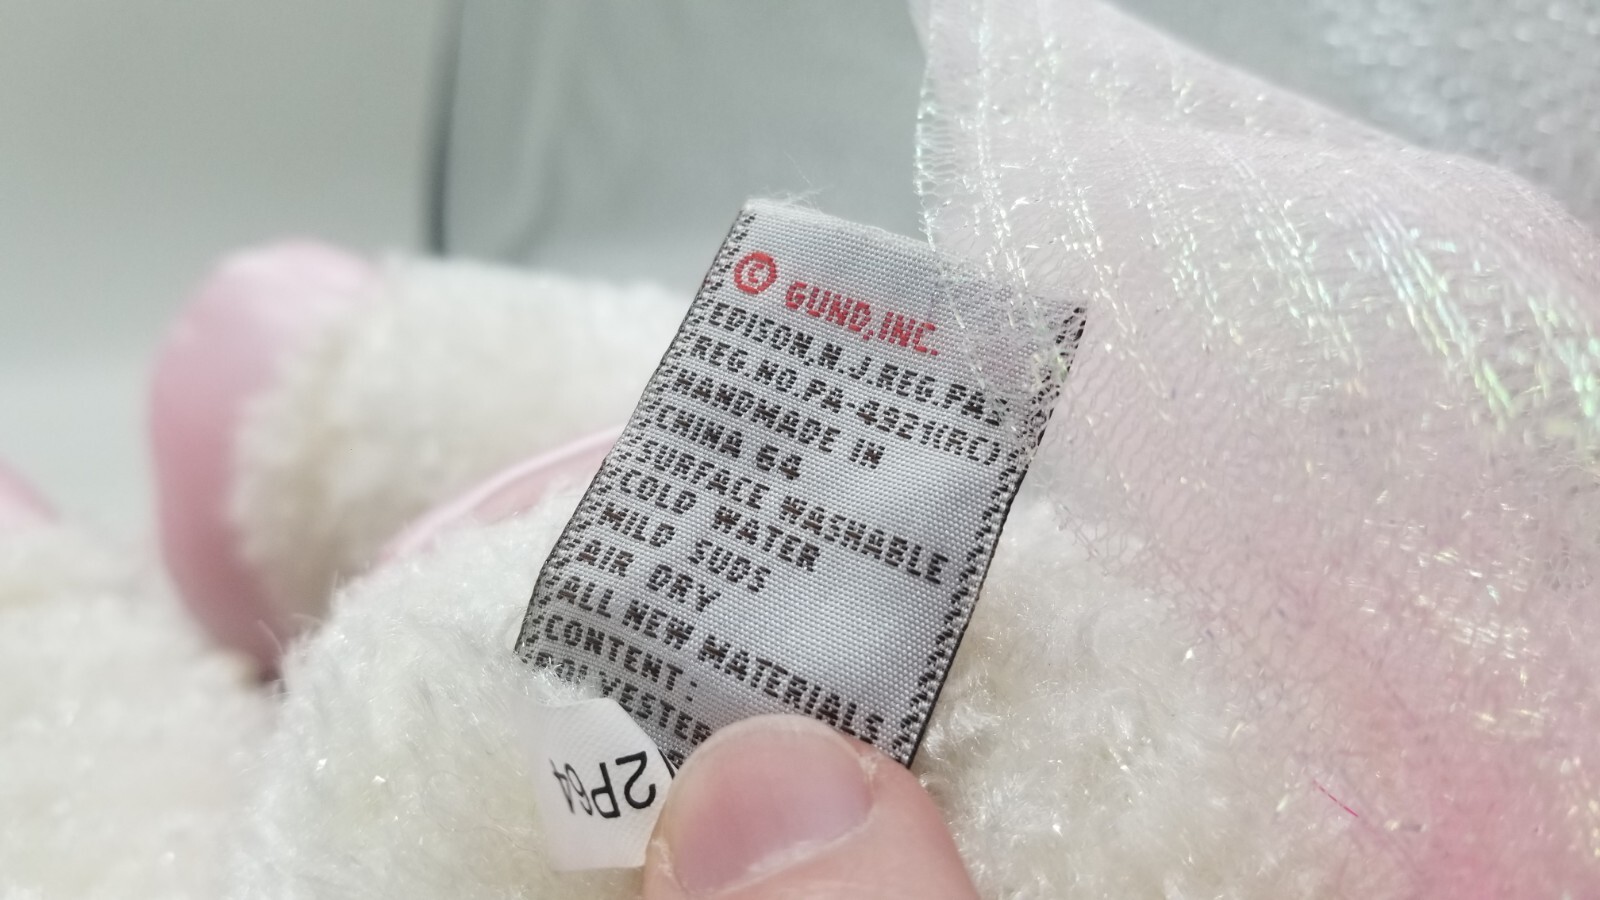 © GUND, INC.
EDISON, N.J. REG. PA.
REG. NO. PA-4921(RC)
HANDMADE IN
CHINA 64
SURFACE WASHABLE
COLD WATER
MILD SUDS
AIR DRY
ALL NEW MATERIALS
CONTENT:
POLYESTER
2P64